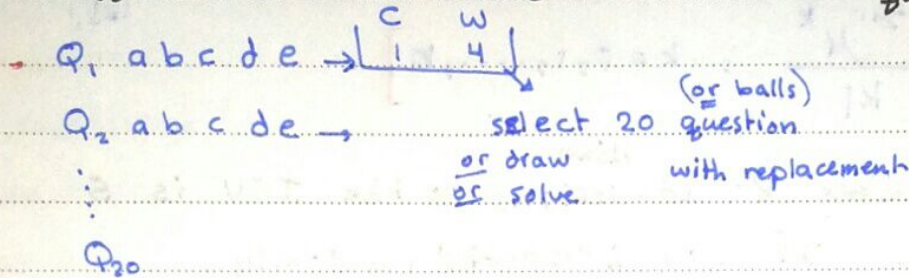 C W
Q₁ a b c d e → 1 4
(or balls)
Q₂ a b c d e → select 20 question
or draw with replacement
or solve
⋮
Q₂₀